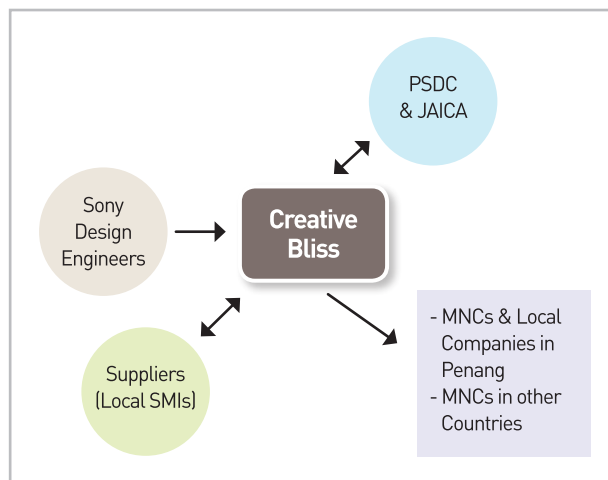 PSDC
& JAICA
Sony
Design
Engineers
Creative
Bliss
Suppliers
(Local SMIs)
- MNCs & Local
Companies in
Penang
- MNCs in other
Countries